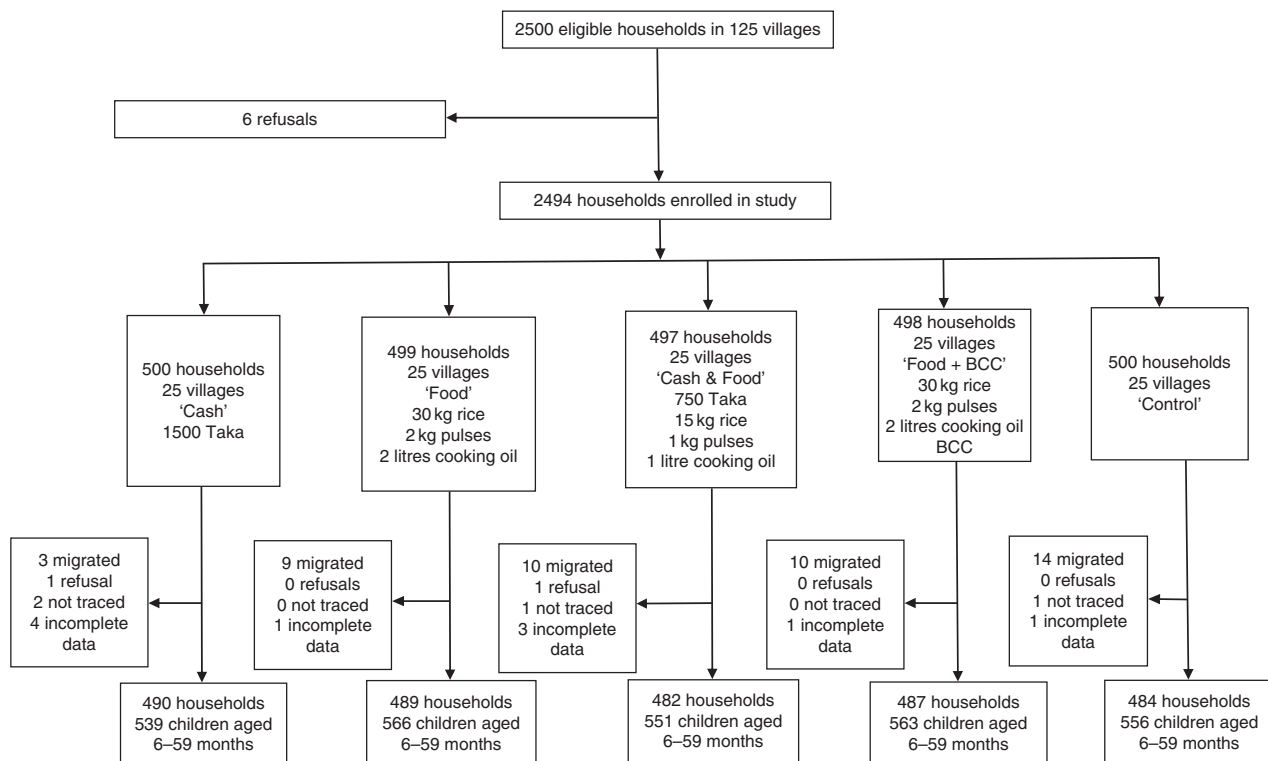 2500 eligible households in 125 villages
6 refusals
2494 households enrolled in study
500 households
25 villages
‘Cash’
1500 Taka
499 households
25 villages
‘Food’
30 kg rice
2 kg pulses
2 litres cooking oil
497 households
25 villages
‘Cash & Food’
750 Taka
15 kg rice
1 kg pulses
1 litre cooking oil
498 households
25 villages
‘Food + BCC’
30 kg rice
2 kg pulses
2 litres cooking oil
BCC
500 households
25 villages
‘Control’
3 migrated
1 refusal
2 not traced
4 incomplete
data
9 migrated
0 refusals
0 not traced
1 incomplete
data
10 migrated
1 refusal
1 not traced
3 incomplete
data
10 migrated
0 refusals
0 not traced
1 incomplete
data
14 migrated
0 refusals
1 not traced
1 incomplete
data
490 households
539 children aged
6–59 months
489 households
566 children aged
6–59 months
482 households
551 children aged
6–59 months
487 households
563 children aged
6–59 months
484 households
556 children aged
6–59 months